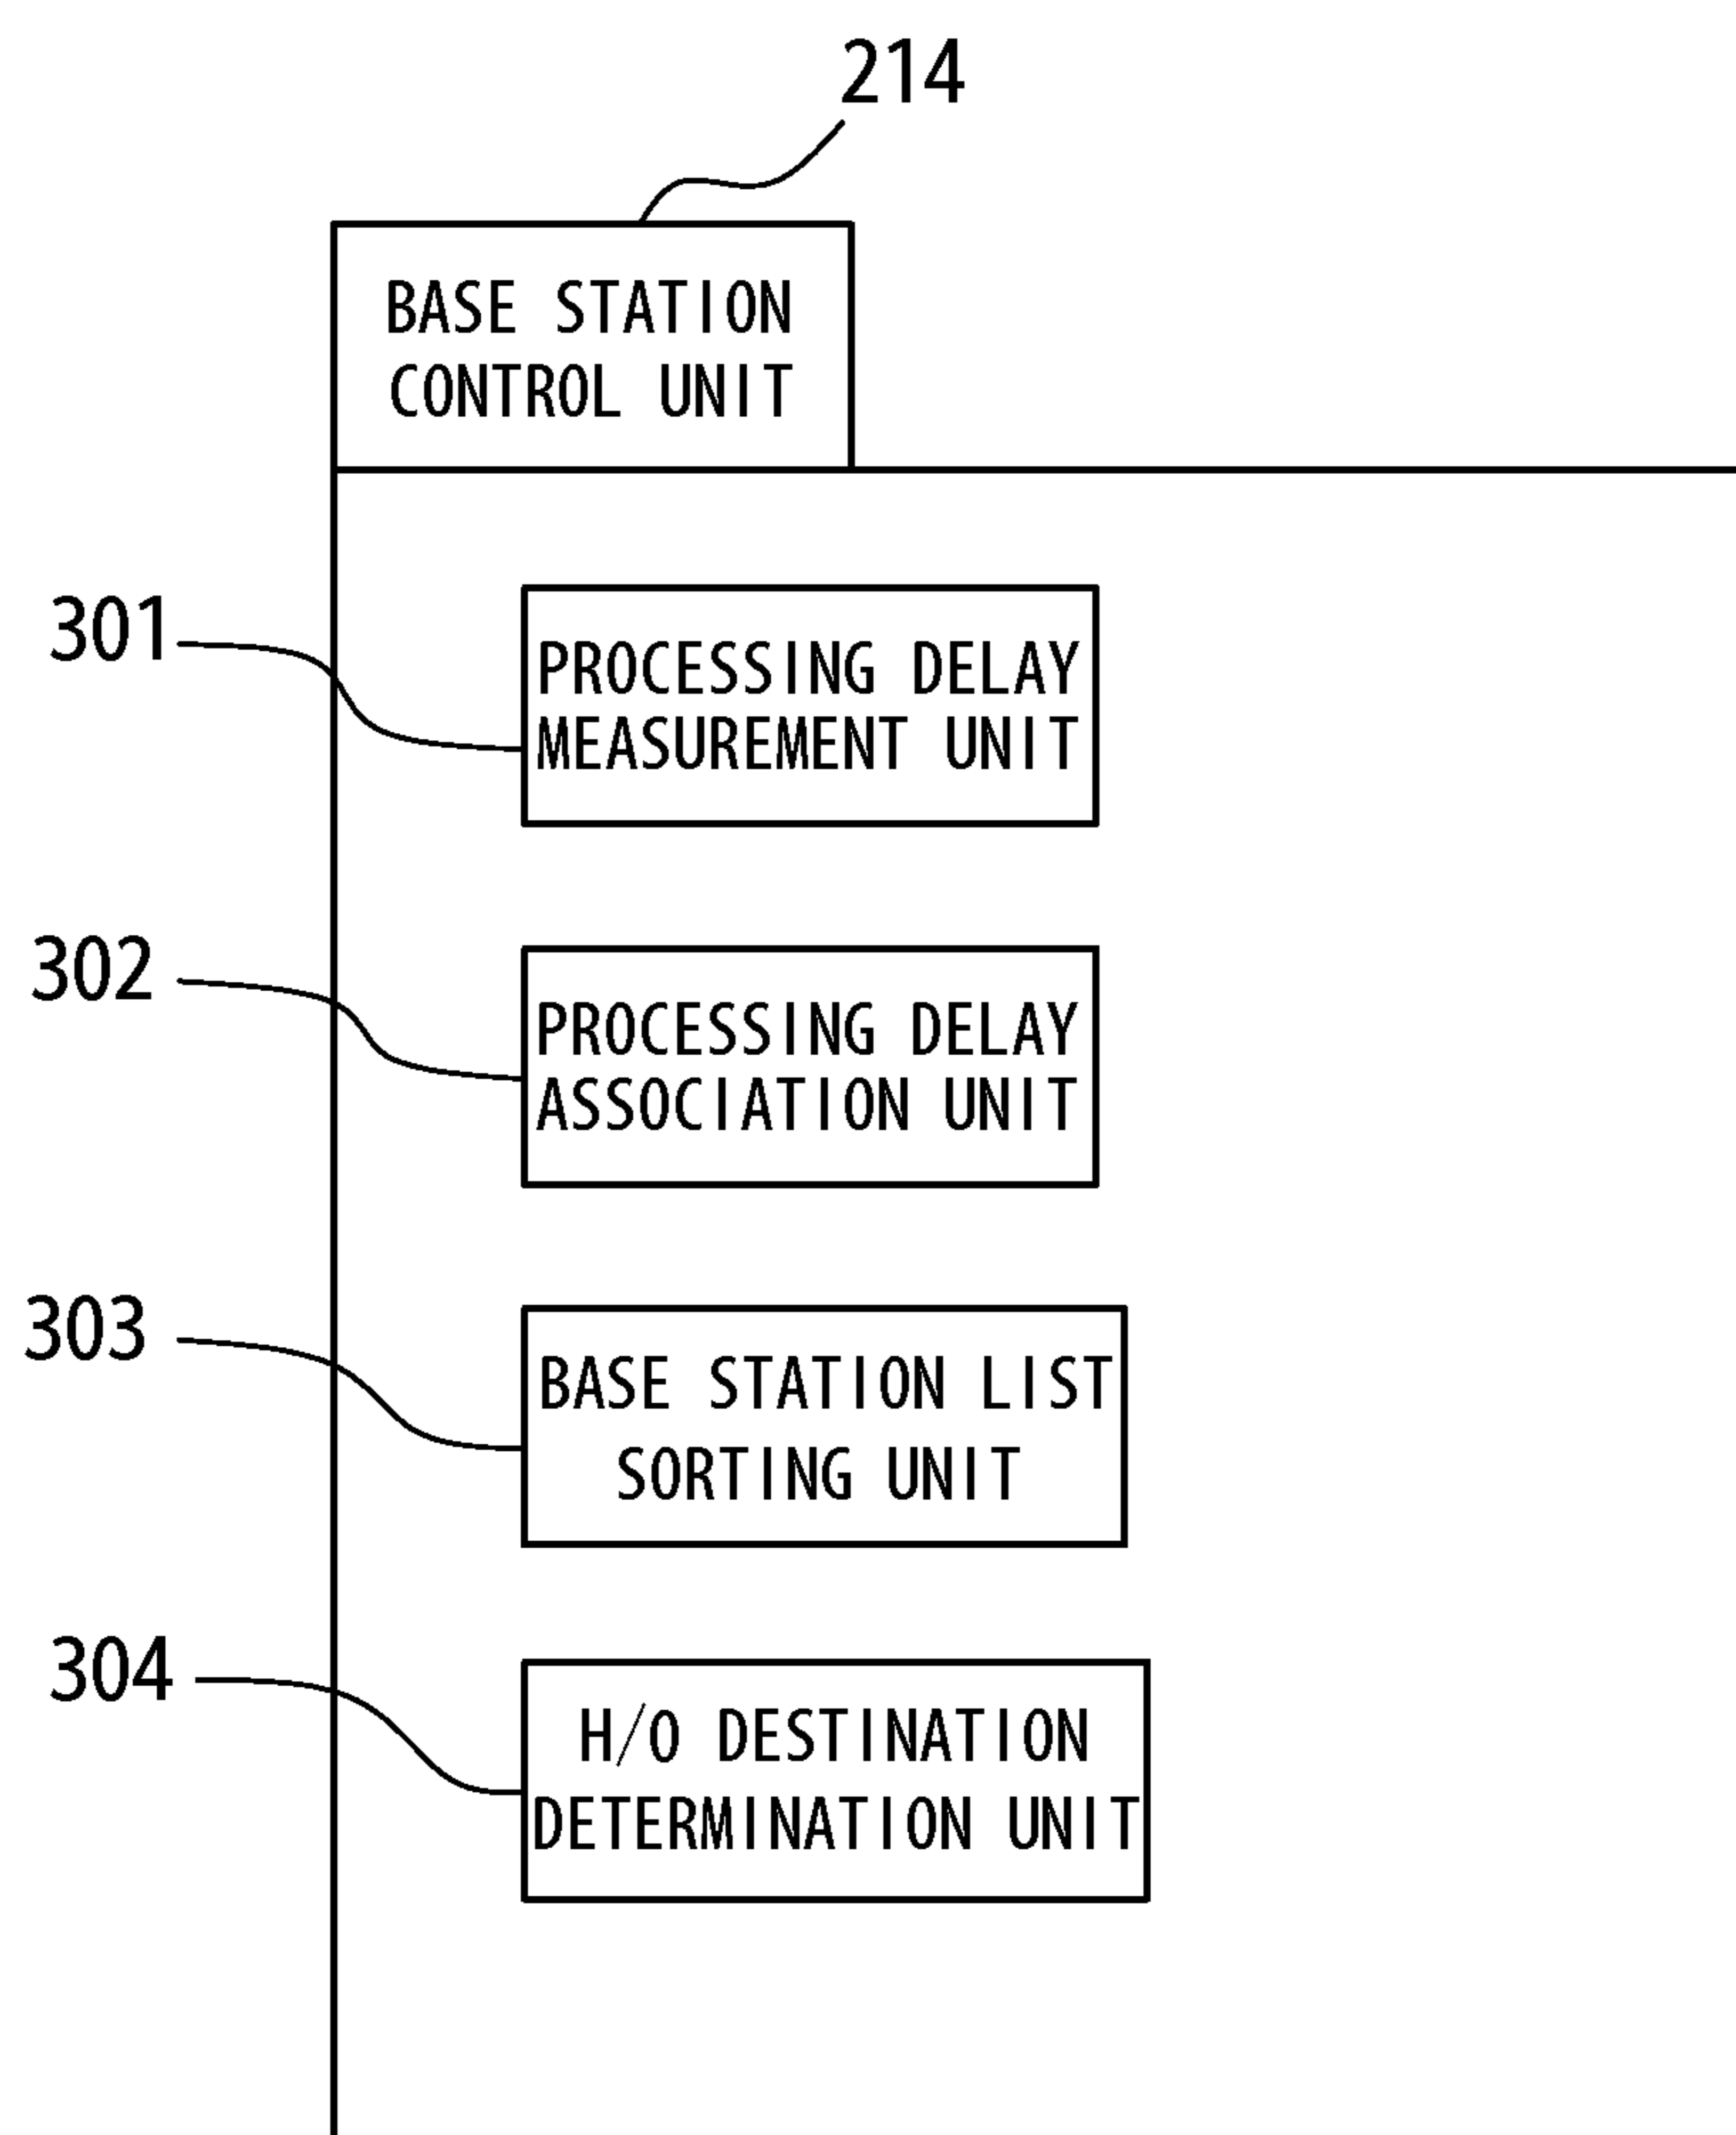 214
BASE STATION
CONTROL UNIT
301
PROCESSING DELAY
MEASUREMENT UNIT
302
PROCESSING DELAY
ASSOCIATION UNIT
303
BASE STATION LIST
SORTING UNIT
304
H/O DESTINATION
DETERMINATION UNIT